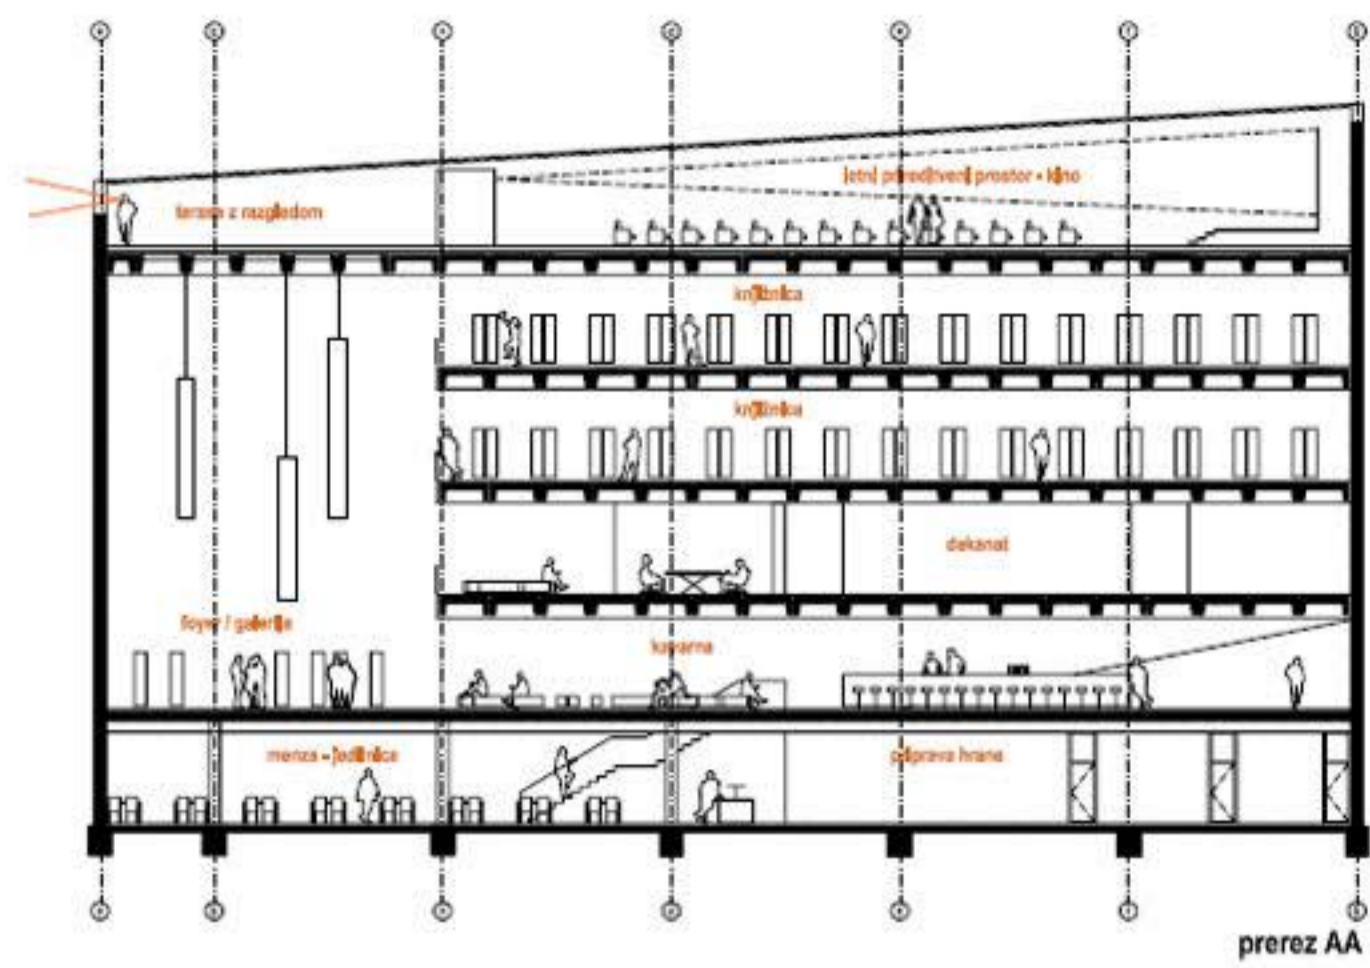 letni prireditveni prostor - kino
terasa z razgledom
knjižnica
knjižnica
dekanat
foyer / galerija
kavarna
menza - jedilnica
priprava hrane
prerez AA